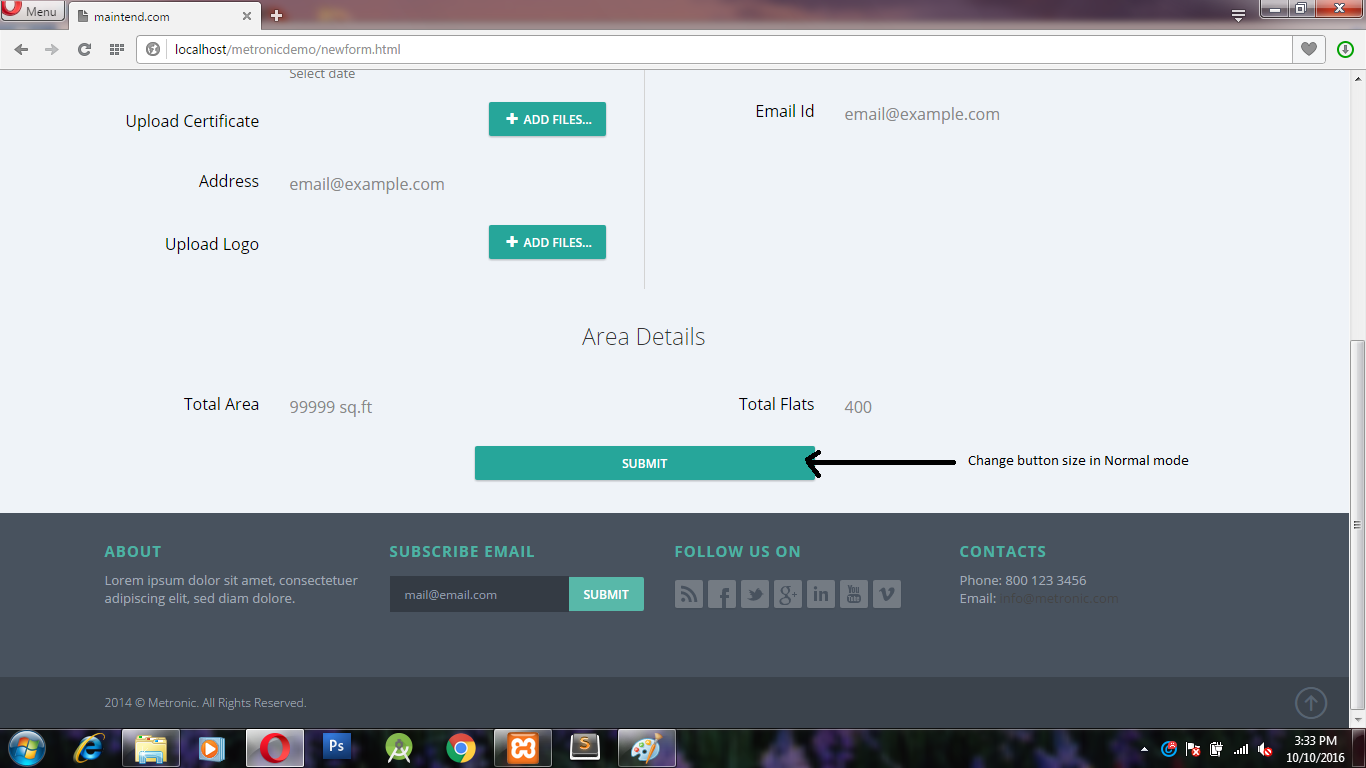 Menu
maintend.com
localhost/metronicdemo/newform.html
Select date
Upload Certificate
ADD FILES...
Email Id
email@example.com
Address
email@example.com
Upload Logo
ADD FILES...
Area Details
Total Area
99999 sq.ft
Total Flats
400
SUBMIT
Change button size in Normal mode
ABOUT
Lorem ipsum dolor sit amet, consectetuer
adipiscing elit, sed diam dolore.
SUBSCRIBE EMAIL
mail@email.com
SUBMIT
FOLLOW US ON
You
Tube
CONTACTS
Phone: 800 123 3456
Email: info@metronic.com
2014 © Metronic. All Rights Reserved.
Ps
3:33 PM
10/10/2016